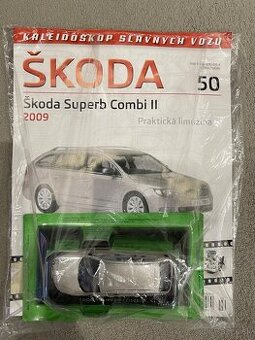 KALEIDOSKOP SLAVNÝCH VOZŮ
ŠKODA
50
Škoda Superb Combi II
2009
Praktická limuzína